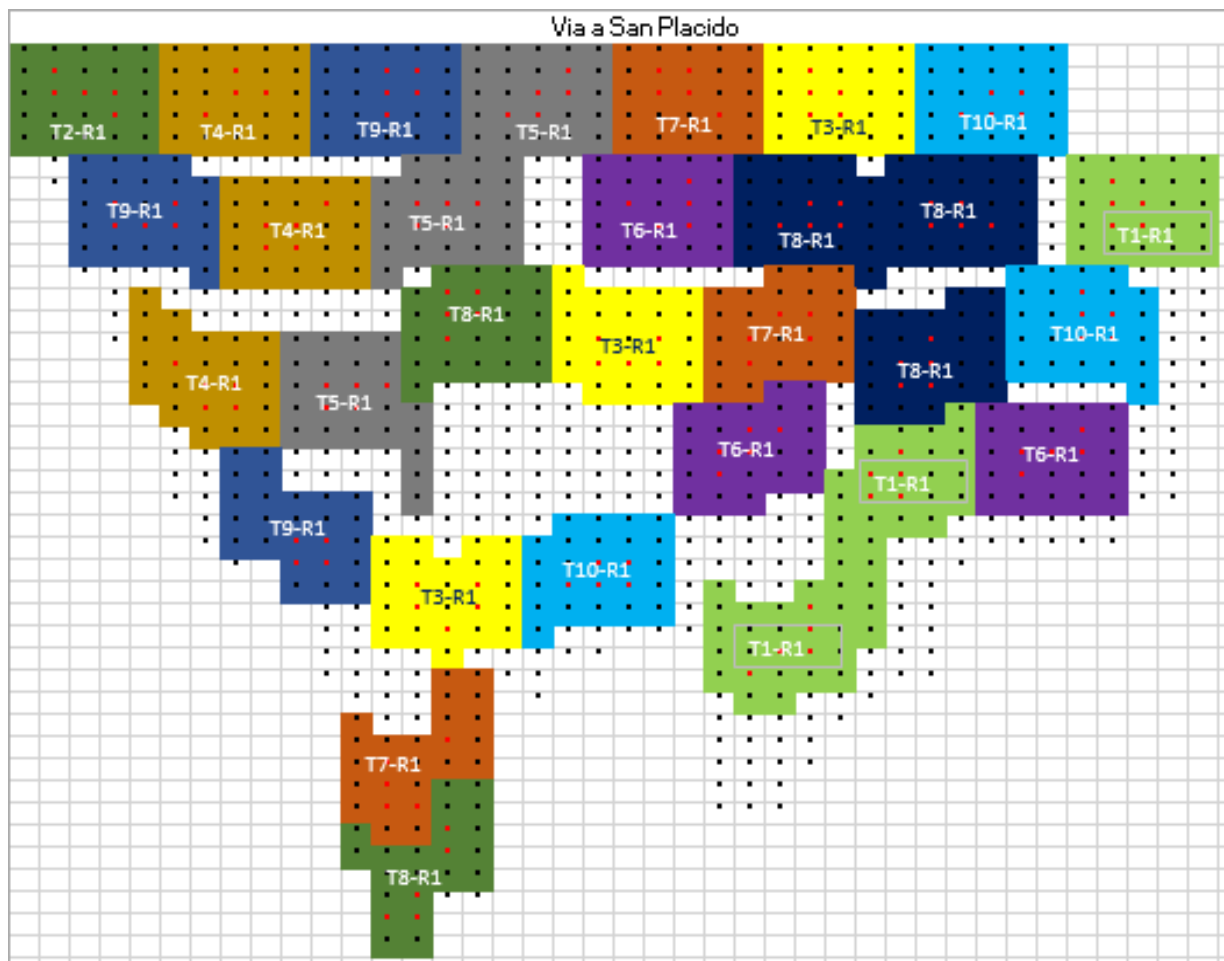 Via a San Placido
T2-R1 T4-R1 T9-R1 T5-R1 T7-R1 T3-R1 T10-R1
T9-R1 T4-R1 T5-R1 T6-R1 T8-R1 T8-R1 T1-R1
T8-R1 T3-R1 T7-R1 T8-R1 T10-R1
T4-R1 T5-R1
T6-R1 T1-R1 T6-R1
T9-R1
T3-R1 T10-R1
T1-R1
T7-R1
T8-R1